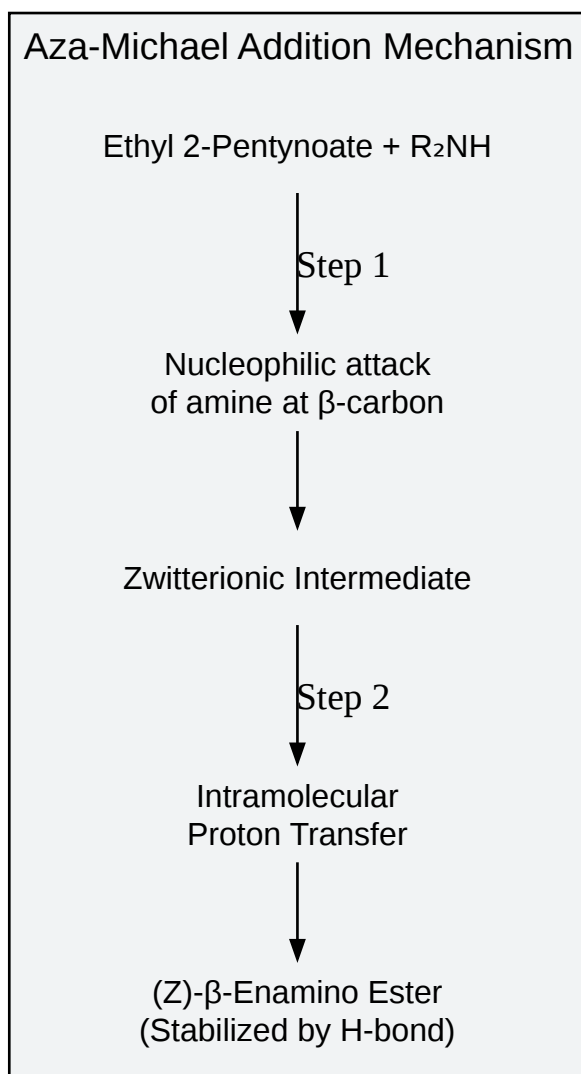 Aza-Michael Addition Mechanism
Ethyl 2-Pentynoate + R₂NH
Step 1
Nucleophilic attack
of amine at β-carbon
Zwitterionic Intermediate
Step 2
Intramolecular
Proton Transfer
(Z)-β-Enamino Ester
(Stabilized by H-bond)